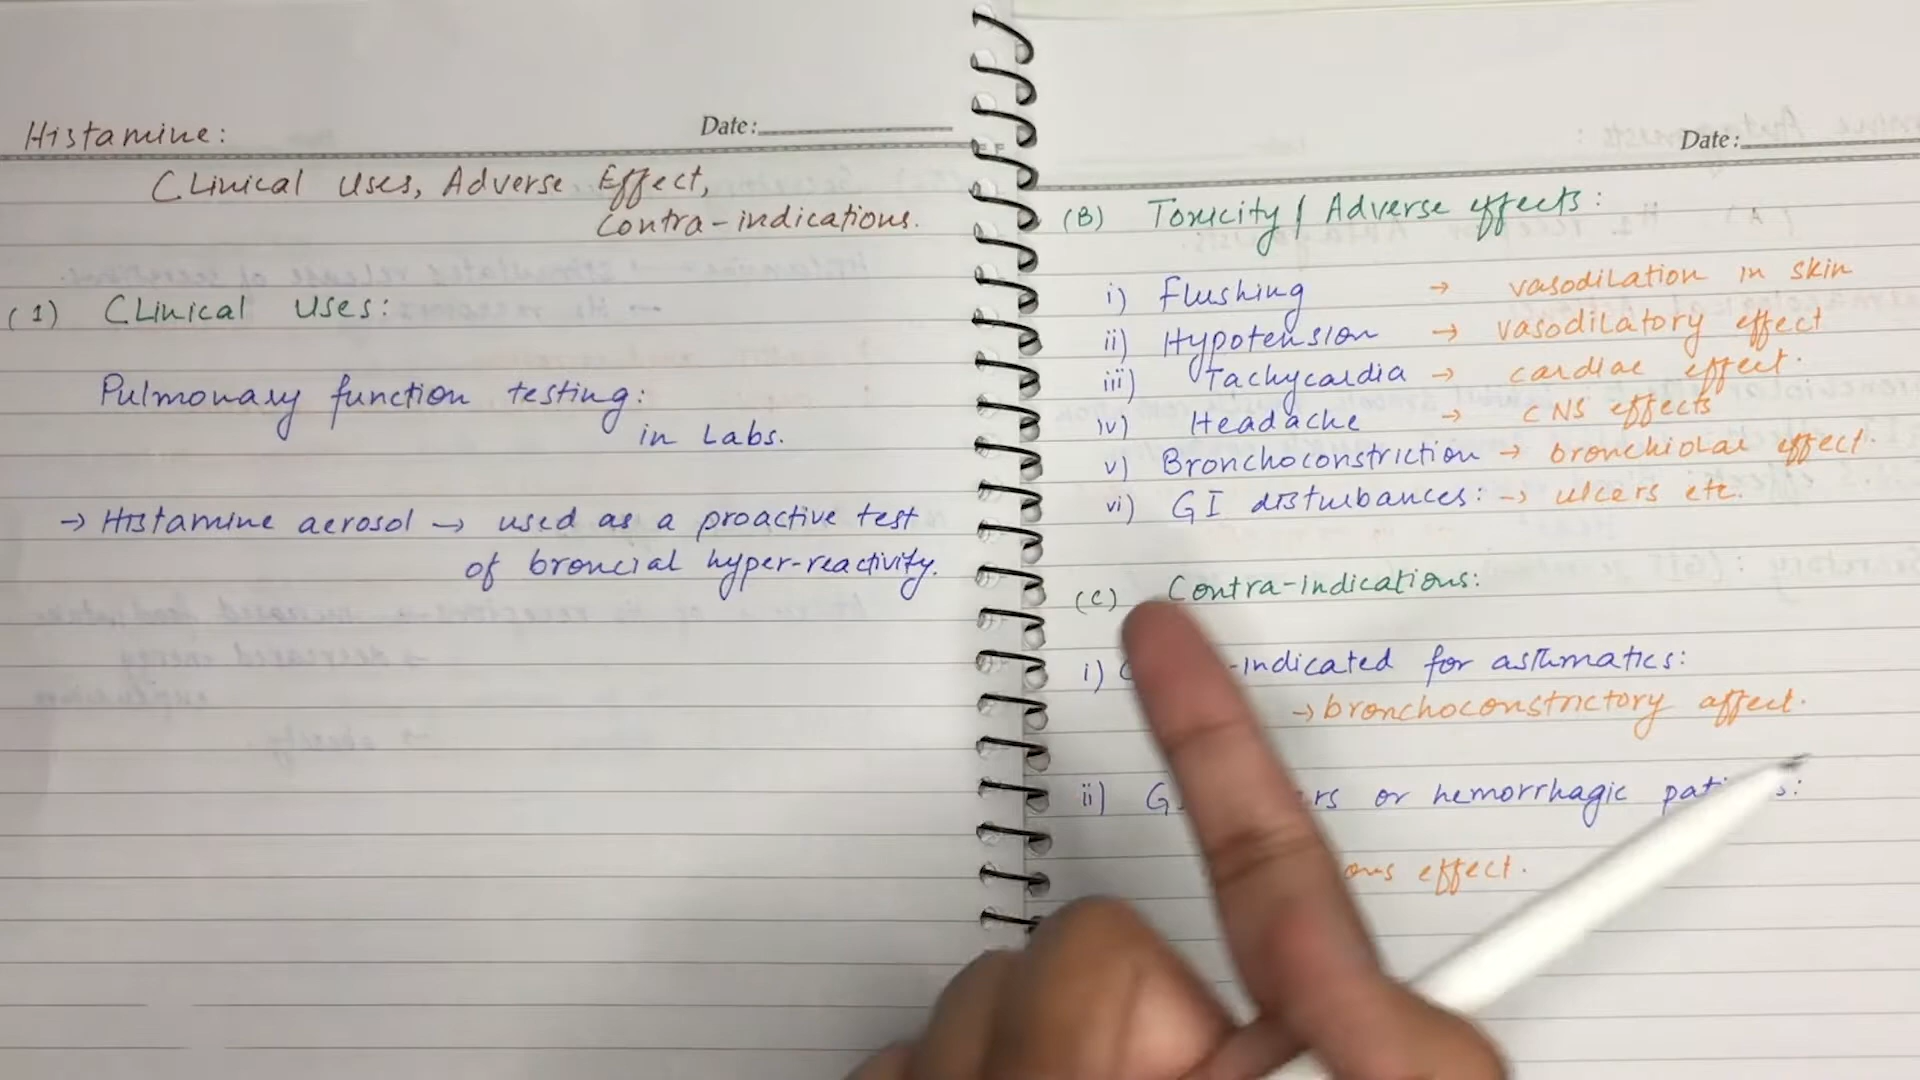 Histamine:
Date:
Clinical uses, Adverse Effect,
Contra-indications.
(1) Clinical uses:
Pulmonary function testing:
in Labs.
→ Histamine aerosol → used as a proactive test
of broncial hyper-reactivity.
Date:
(B) Toxicity / Adverse effects:
i) Flushing → vasodilation in skin
ii) Hypotension → vasodilatory effect
iii) Tachycardia → cardiac effect.
iv) Headache → CNS effects
v) Bronchoconstriction → bronchiolar effect.
vi) GI disturbances: → ulcers etc.
(C) Contra-indications:
i) -indicated for asthmatics:
→ bronchoconstrictory affect.
ii) or hemorrhagic
effect.